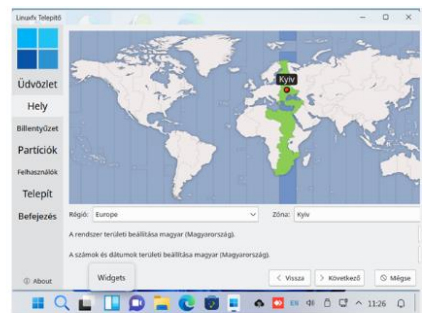 Linuxfx Telepítő
Üdvözlet
Hely
Billentyűzet
Partíciók
Felhasználók
Telepít
Befejezés
About
Kyiv
Régió: Europe
Zóna: Kyiv
A rendszer területi beállítása magyar (Magyarország).
A számok és dátumok területi beállítása magyar (Magyarország).
Widgets
Vissza
Következő
Mégse
EN
11:26